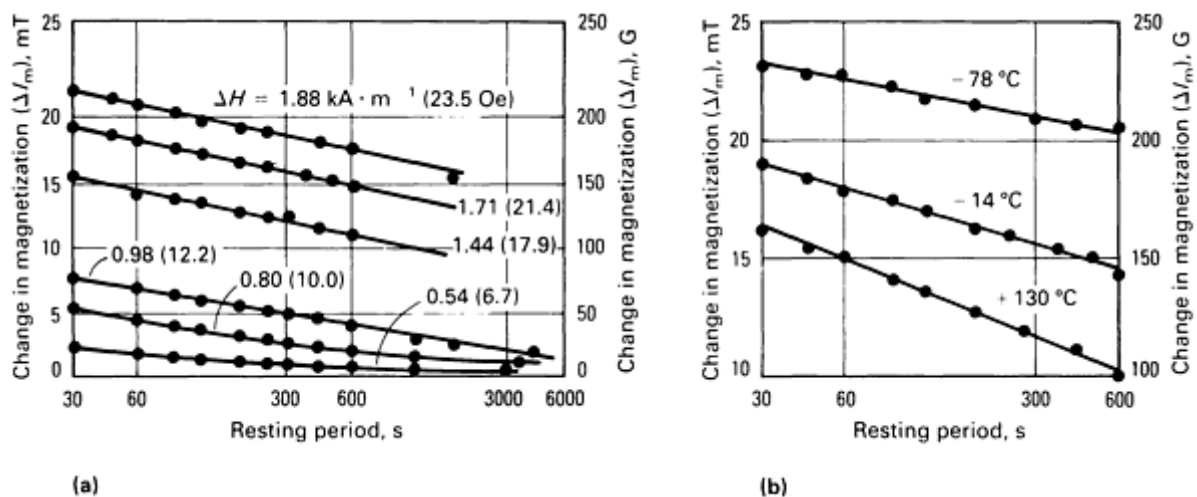 25
20
15
10
5
0
Change in magnetization (Δ/m), mT
250
200
150
100
50
0
Change in magnetization (Δ/m), G
ΔH = 1.88 kA · m 1 (23.5 Oe)
1.71 (21.4)
1.44 (17.9)
0.98 (12.2)
0.80 (10.0)
0.54 (6.7)
30 60 300 600 3000 6000
Resting period, s
(a)
25
20
15
10
Change in magnetization (Δ/m), mT
250
200
150
100
Change in magnetization (Δ/m), G
− 78 °C
− 14 °C
+ 130 °C
30 60 300 600
Resting period, s
(b)